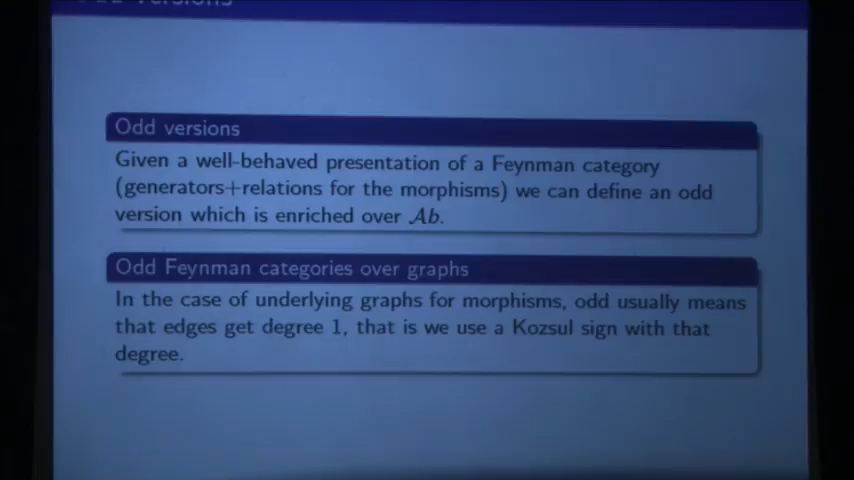 Odd versions
Odd versions
Given a well-behaved presentation of a Feynman category
(generators+relations for the morphisms) we can define an odd
version which is enriched over Ab.
Odd Feynman categories over graphs
In the case of underlying graphs for morphisms, odd usually means
that edges get degree 1, that is we use a Kozsul sign with that
degree.